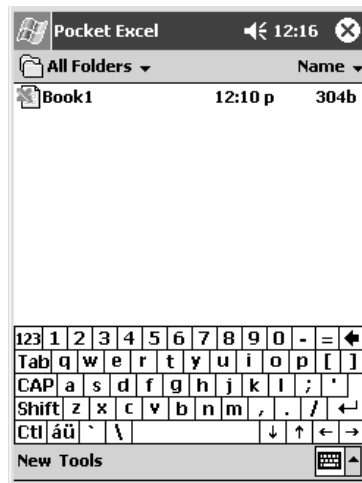 Pocket Excel 12:16
All Folders Name
Book1 12:10 p 304b
123 1 2 3 4 5 6 7 8 9 0 - =
Tab q w e r t y u i o p [ ]
CAP a s d f g h j k l ; '
Shift z x c v b n m , . /
Ctl áü ` \
New Tools